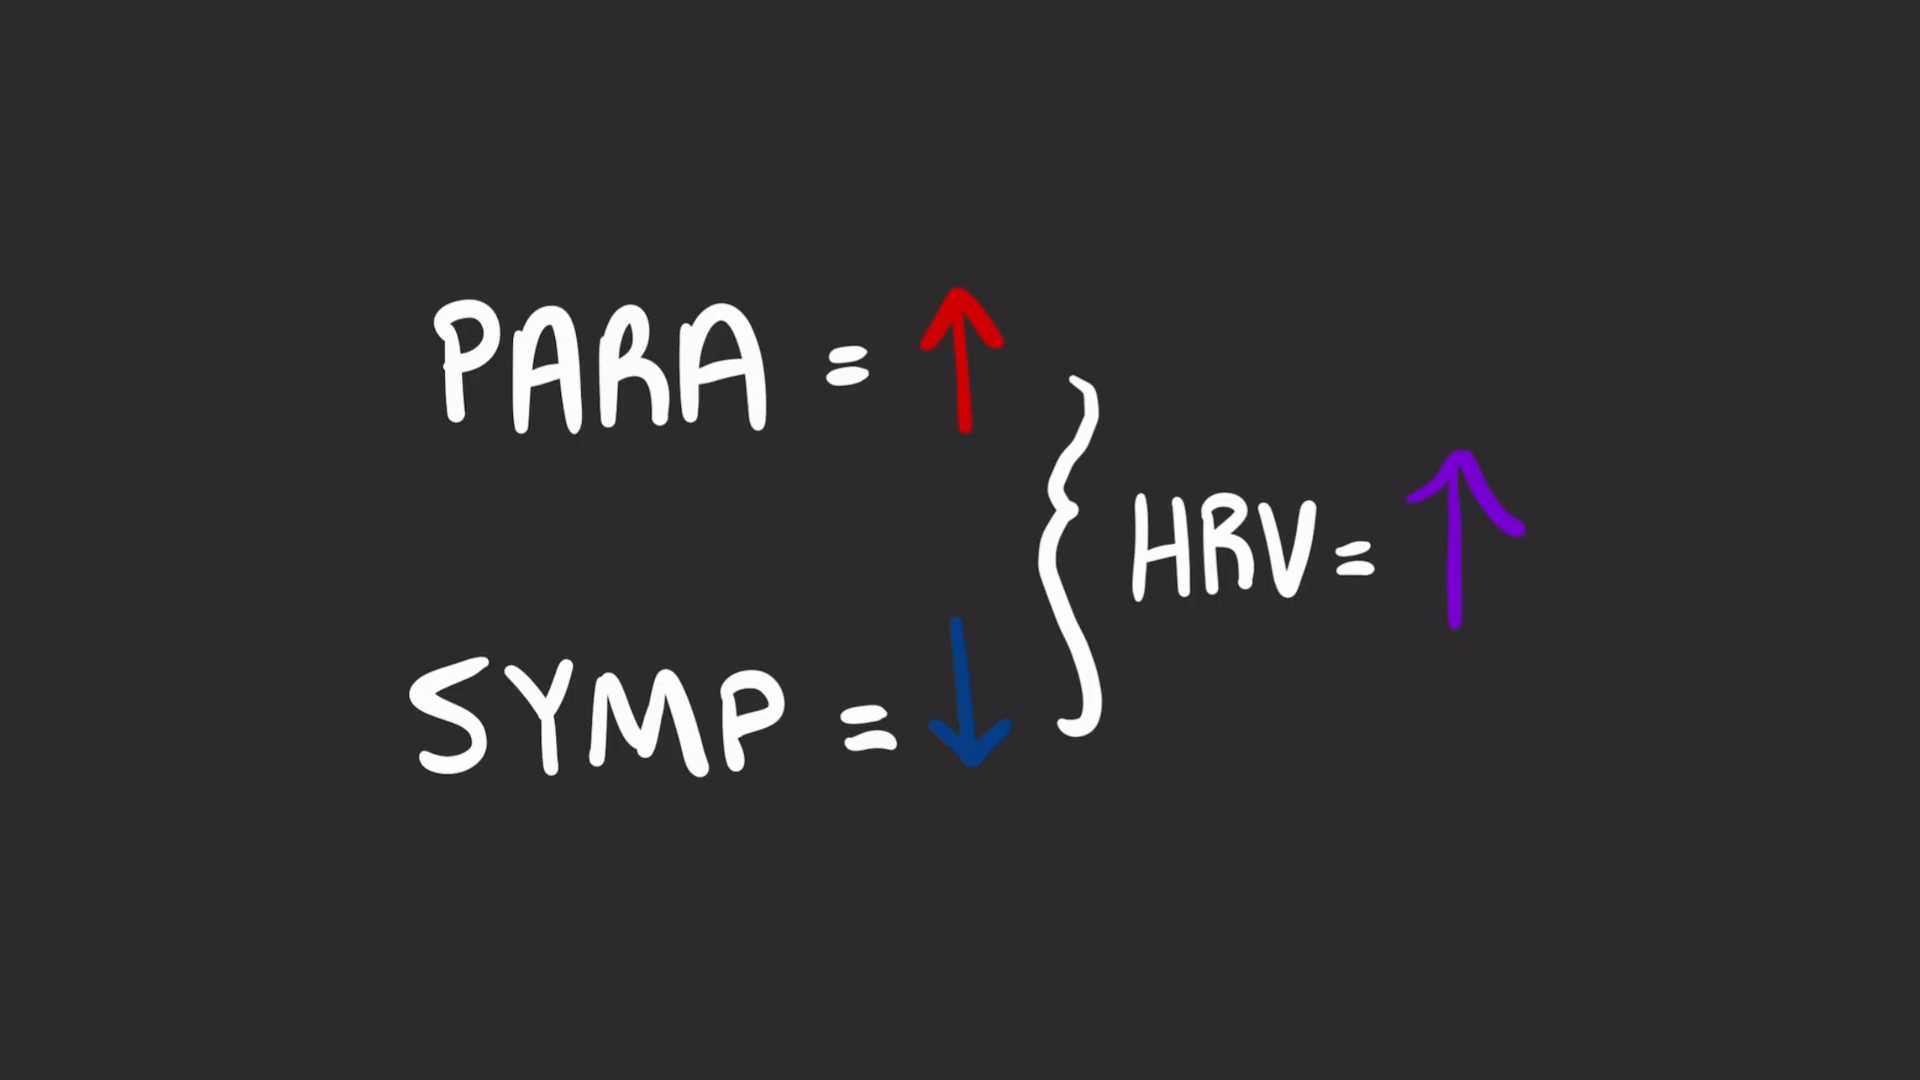 PARA = ↑
SYMP = ↓
HRV = ↑